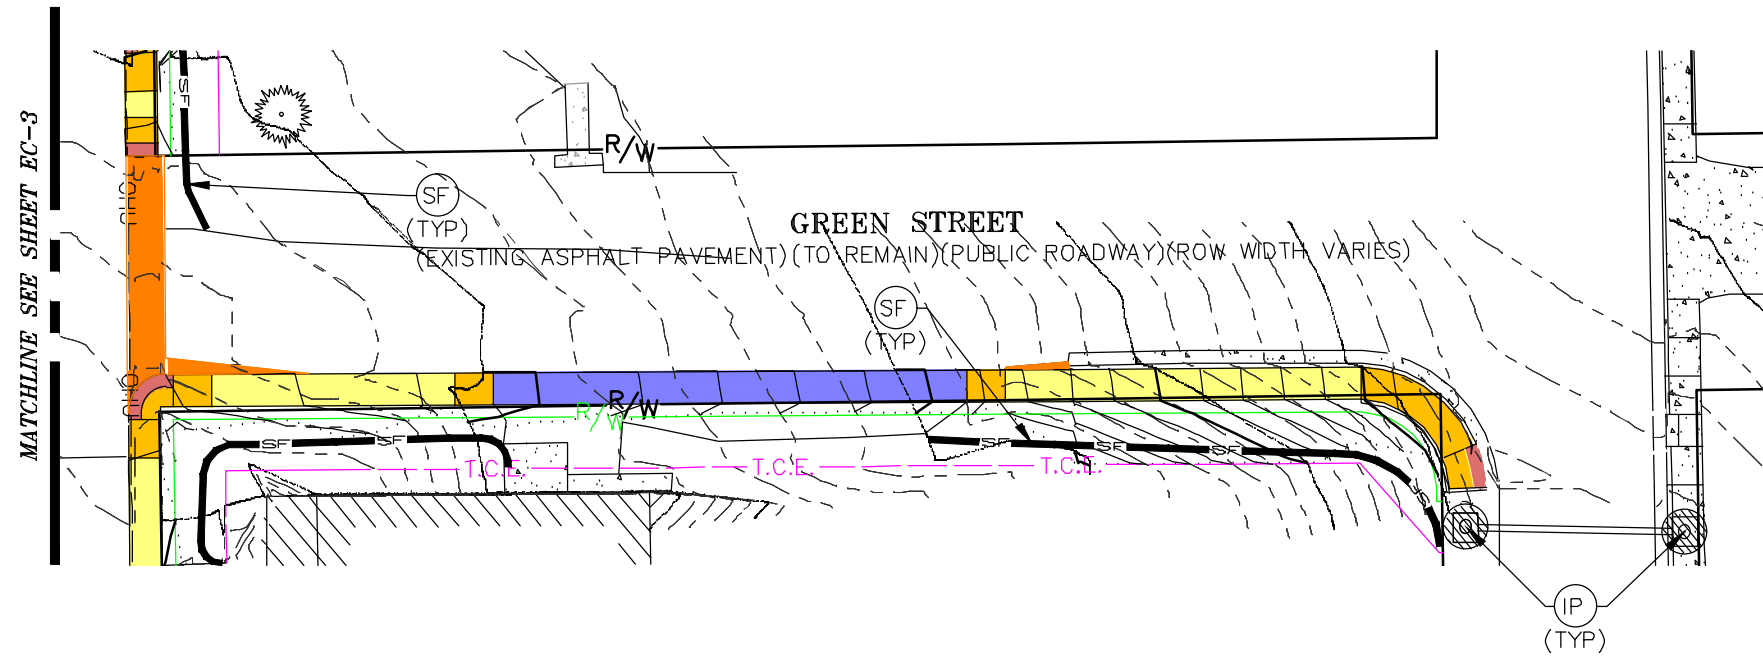 MATCHLINE SEE SHEET EC-3
SF
R/W
SF
(TYP)
GREEN STREET
(EXISTING ASPHALT PAVEMENT)(TO REMAIN)(PUBLIC ROADWAY)(ROW WIDTH VARIES)
SF
(TYP)
R/W
R/W
SF SF SF SF SF SF
T.C.E. T.C.E. T.C.E.
IP
(TYP)